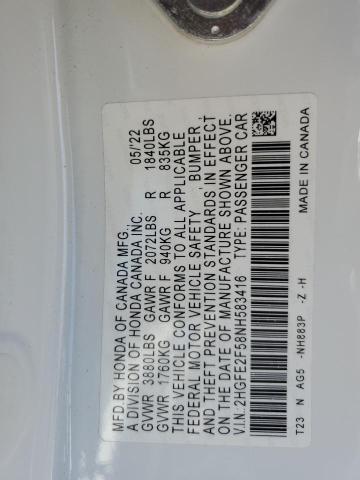 MFD BY HONDA OF CANADA MFG., 05/'22
A DIVISION OF HONDA CANADA INC.
GVWR 3880LBS GAWR F 2072LBS R 1840LBS
GVWR 1760KG GAWR F 940KG R 835KG
THIS VEHICLE CONFORMS TO ALL APPLICABLE
FEDERAL MOTOR VEHICLE SAFETY , BUMPER ,
AND THEFT PREVENTION STANDARDS IN EFFECT
ON THE DATE OF MANUFACTURE SHOWN ABOVE.
V.I.N.: 2HGFE2F58NH583416 TYPE: PASSENGER CAR
T23 N AG5 -NH883P -Z -H MADE IN CANADA